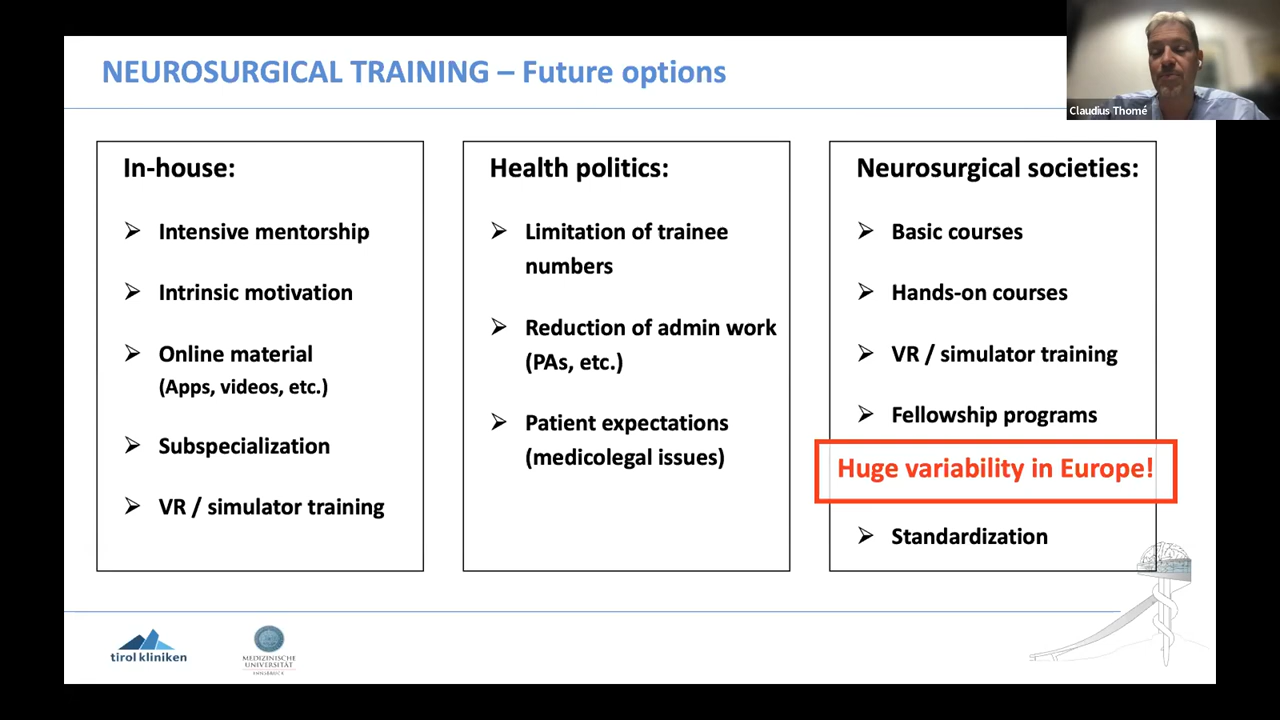 NEUROSURGICAL TRAINING – Future options
Claudius Thomé
In-house:
➢ Intensive mentorship
➢ Intrinsic motivation
➢ Online material
(Apps, videos, etc.)
➢ Subspecialization
➢ VR / simulator training
Health politics:
➢ Limitation of trainee
numbers
➢ Reduction of admin work
(PAs, etc.)
➢ Patient expectations
(medicolegal issues)
Neurosurgical societies:
➢ Basic courses
➢ Hands-on courses
➢ VR / simulator training
➢ Fellowship programs
Huge variability in Europe!
➢ Standardization
tirol kliniken
MEDIZINISCHE
UNIVERSITÄT
INNSBRUCK